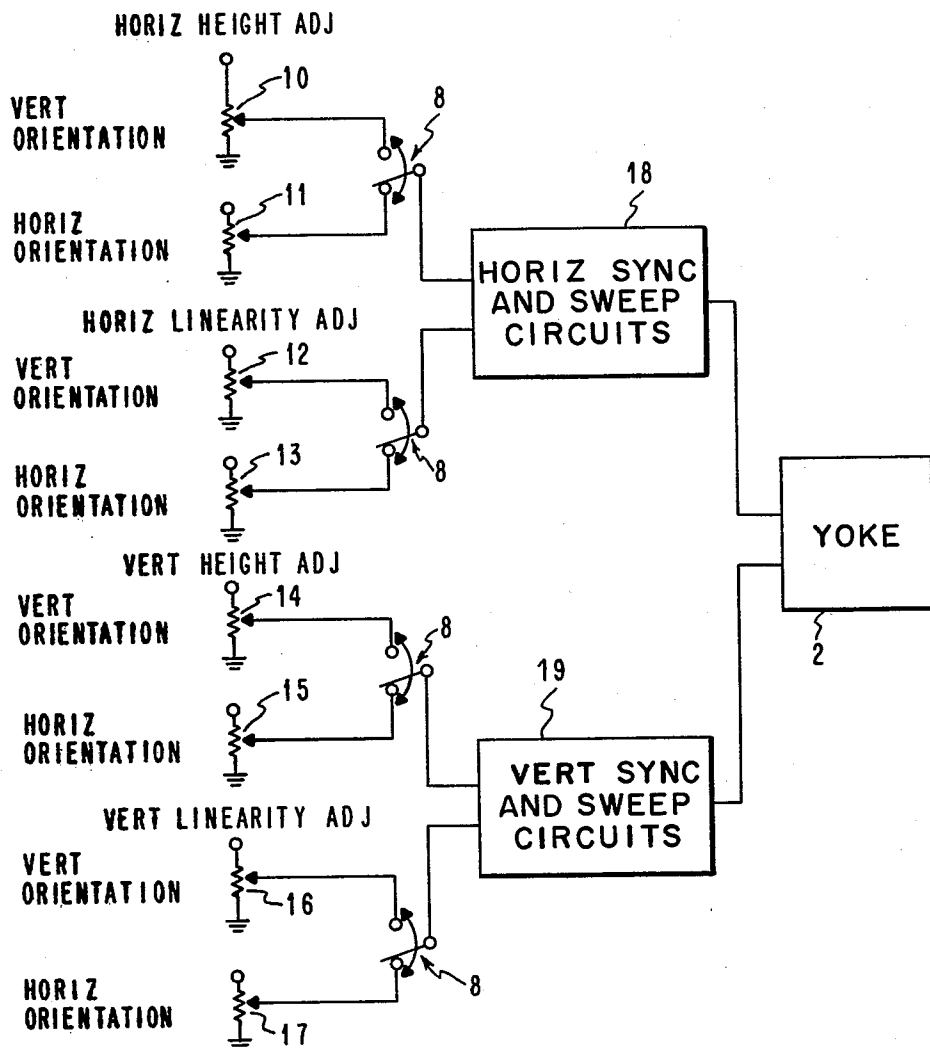 HORIZ HEIGHT ADJ
10
VERT
ORIENTATION
8
11
HORIZ
ORIENTATION
18
HORIZ SYNC
AND SWEEP
CIRCUITS
HORIZ LINEARITY ADJ
12
VERT
ORIENTATION
8
13
HORIZ
ORIENTATION
YOKE
2
VERT HEIGHT ADJ
14
VERT
ORIENTATION
8
15
HORIZ
ORIENTATION
19
VERT SYNC
AND SWEEP
CIRCUITS
VERT LINEARITY ADJ
VERT
ORIENTATION
16
8
HORIZ
ORIENTATION
17